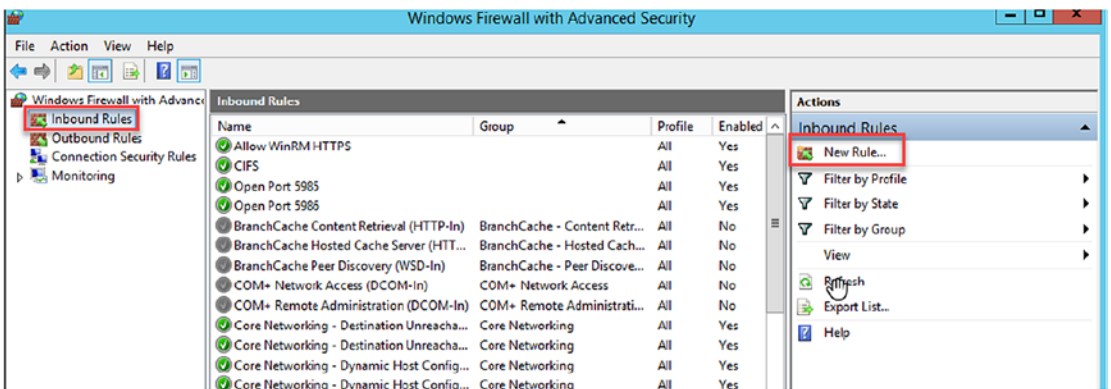 Windows Firewall with Advanced Security
File Action View Help
Windows Firewall with Advance
Inbound Rules
Outbound Rules
Connection Security Rules
Monitoring
Inbound Rules
Name Group Profile Enabled
Allow WinRM HTTPS All Yes
CIFS All Yes
Open Port 5985 All Yes
Open Port 5986 All Yes
BranchCache Content Retrieval (HTTP-In) BranchCache - Content Retr... All No
BranchCache Hosted Cache Server (HTT... BranchCache - Hosted Cach... All No
BranchCache Peer Discovery (WSD-In) BranchCache - Peer Discove... All No
COM+ Network Access (DCOM-In) COM+ Network Access All No
COM+ Remote Administration (DCOM-In) COM+ Remote Administrati... All No
Core Networking - Destination Unreacha... Core Networking All Yes
Core Networking - Destination Unreacha... Core Networking All Yes
Core Networking - Dynamic Host Config... Core Networking All Yes
Core Networking - Dynamic Host Config... Core Networking All Yes
Actions
Inbound Rules
New Rule...
Filter by Profile
Filter by State
Filter by Group
View
Refresh
Export List...
Help